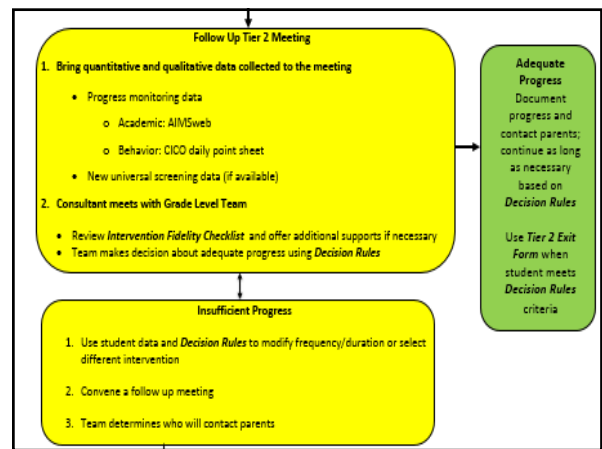 Follow Up Tier 2 Meeting
1. Bring quantitative and qualitative data collected to the meeting
• Progress monitoring data
o Academic: AIMSweb
o Behavior: CICO daily point sheet
• New universal screening data (if available)
2. Consultant meets with Grade Level Team
• Review Intervention Fidelity Checklist and offer additional supports if necessary
• Team makes decision about adequate progress using Decision Rules
Adequate
Progress
Document
progress and
contact parents;
continue as long
as necessary
based on
Decision Rules
Use Tier 2 Exit
Form when
student meets
Decision Rules
criteria
Insufficient Progress
1. Use student data and Decision Rules to modify frequency/duration or select
different intervention
2. Convene a follow up meeting
3. Team determines who will contact parents